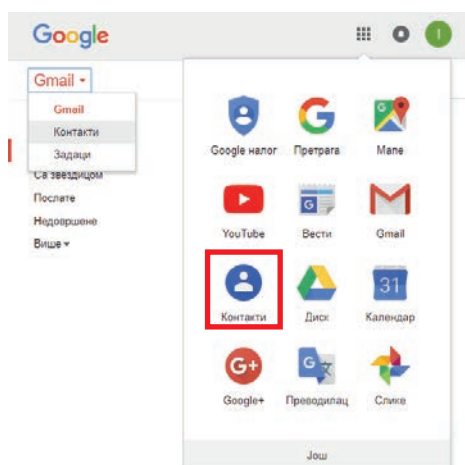 Google
I
Gmail
Gmail
Контакти
Задаци
Са звездицом
Послате
Недовршене
Више
Google налог
Претрага
Мапе
YouTube
Вести
Gmail
Контакти
Диск
31
Календар
G+
Google+
Преводилац
Слике
Још